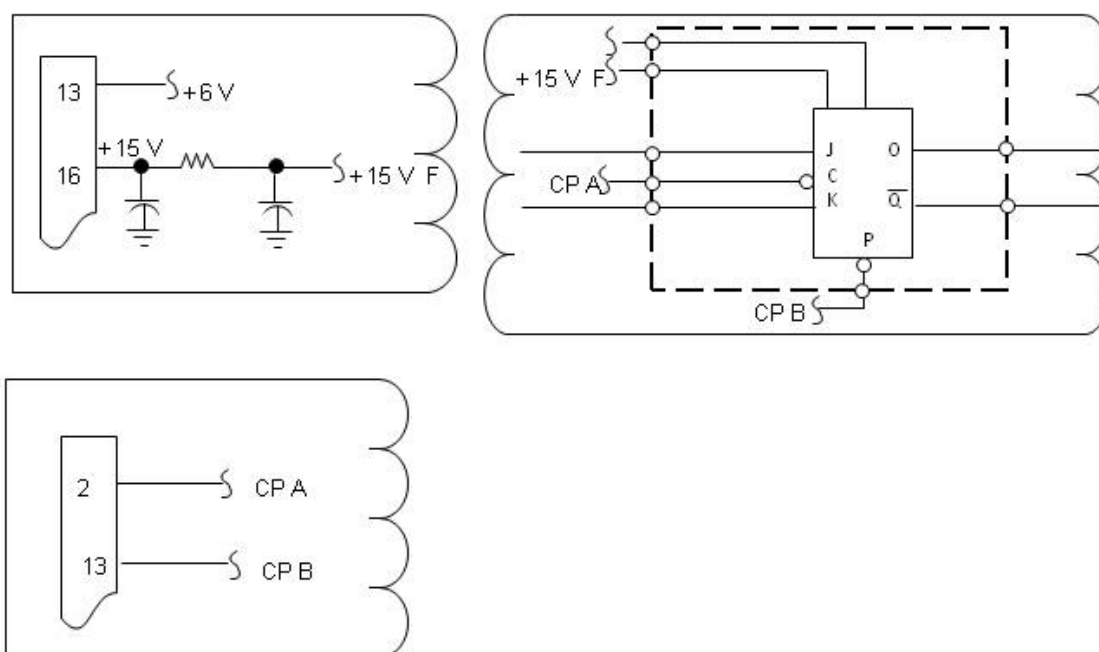 13
+6 V
+15 V
16
+15 V F
+15 V F
J O
CP A
C
K Q
P
CP B
2
CP A
13
CP B